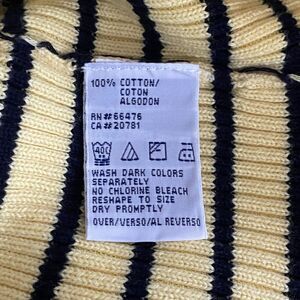 100% COTTON/
COTON
ALGODON
RN#66476
CA#20781
40C
WASH DARK COLORS
SEPARATELY
NO CHLORINE BLEACH
RESHAPE TO SIZE
DRY PROMPTLY
OVER/VERSO/AL REVERSO